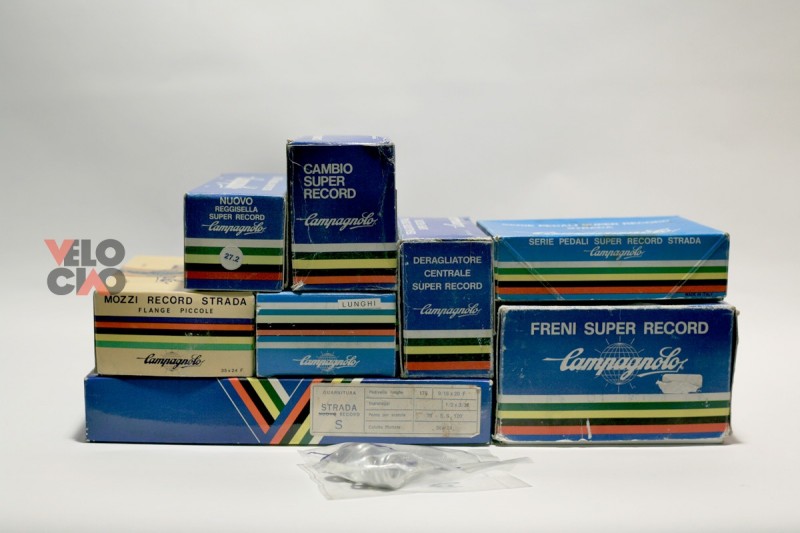 VELO
CIAO
CAMBIO
SUPER
RECORD
Campagnolo
NUOVO
REGGISELLA
SUPER RECORD
Campagnolo
27.2
DERAGLIATORE
CENTRALE
SUPER RECORD
Campagnolo
SERIE PEDALI SUPER RECORD STRADA
Campagnolo
MOZZI RECORD STRADA
FLANGE PICCOLE
Campagnolo
LUNGHI
Campagnolo
FRENI SUPER RECORD
Campagnolo
STRADA
RECORD
S